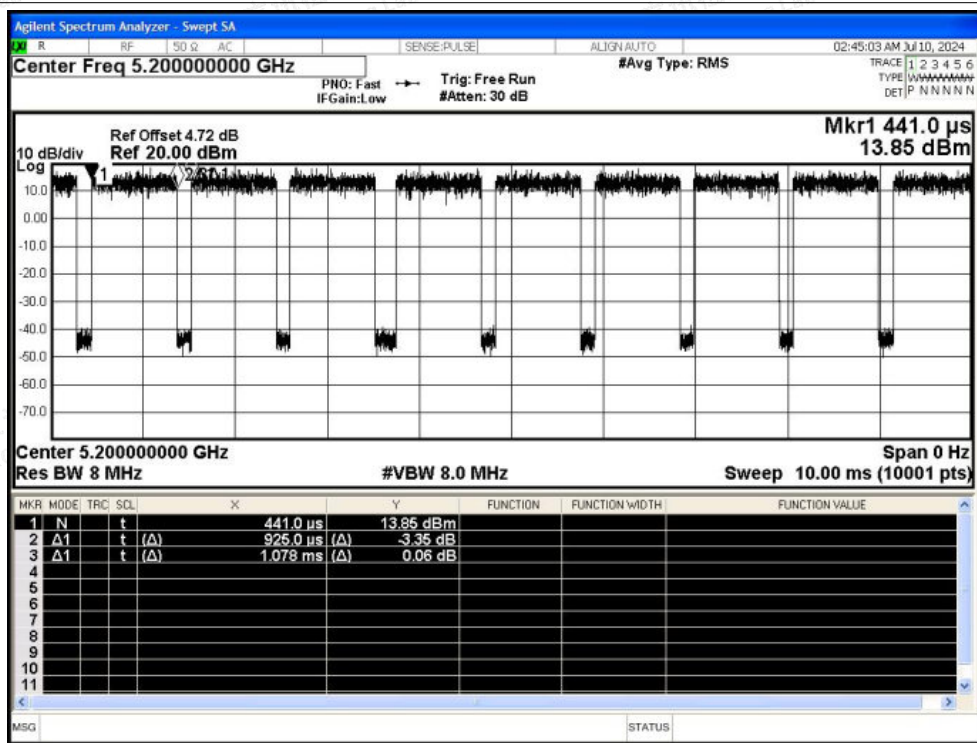 Agilent Spectrum Analyzer - Swept SA
LXI R RF 50 Ω AC SENSE:PULSE ALIGN AUTO 02:45:03 AM Jul 10, 2024
Center Freq 5.200000000 GHz #Avg Type: RMS TRACE 1 2 3 4 5 6
PNO: Fast Trig: Free Run TYPE
IFGain:Low #Atten: 30 dB DET P N N N N N
Mkr1 441.0 µs
Ref Offset 4.72 dB
10 dB/div Ref 20.00 dBm 13.85 dBm
Log
1
10.0
0.00
-10.0
-20.0
-30.0
-40.0
-50.0
-60.0
-70.0
Center 5.200000000 GHz Span 0 Hz
Res BW 8 MHz #VBW 8.0 MHz Sweep 10.00 ms (10001 pts)
MKR MODE TRC SCL X Y FUNCTION FUNCTION WIDTH FUNCTION VALUE
1 N t 441.0 µs 13.85 dBm
2 Δ1 t (Δ) 925.0 µs (Δ) -3.35 dB
3 Δ1 t (Δ) 1.078 ms (Δ) 0.06 dB
4
5
6
7
8
9
10
11
MSG STATUS